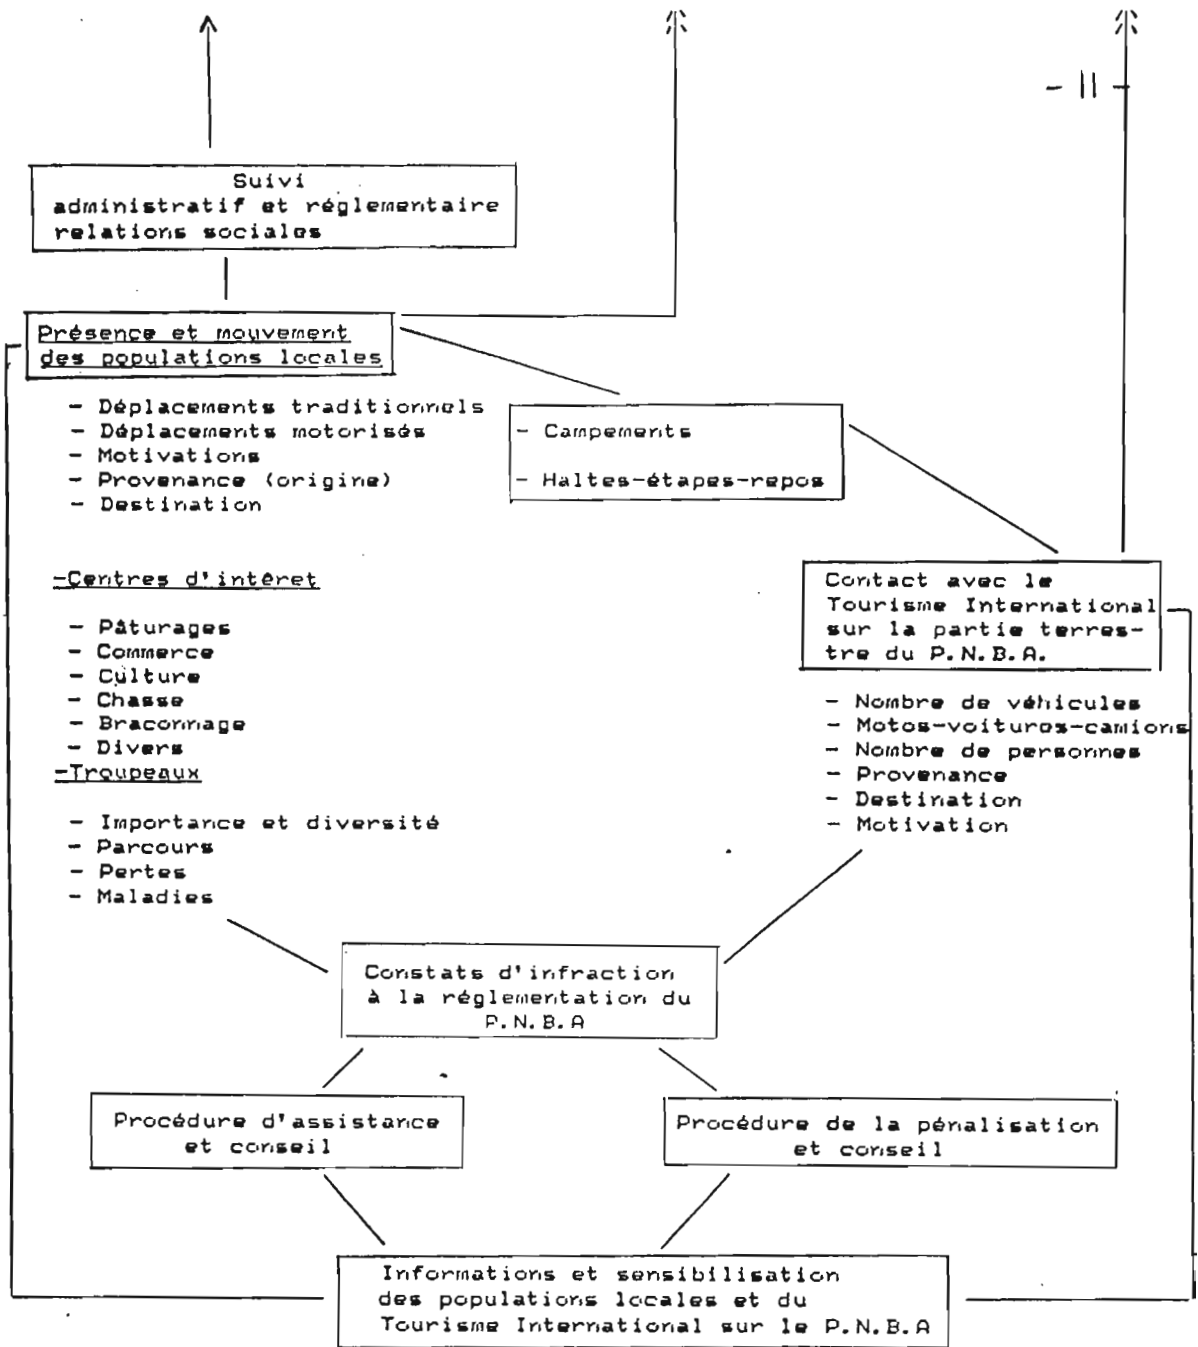 - 11 -
Suivi
administratif et réglementaire
relations sociales
Présence et mouvement
des populations locales
- Déplacements traditionnels
- Déplacements motorisés
- Motivations
- Provenance (origine)
- Destination
- Campements
- Haltes-étapes-repos
-Centres d'intêret
- Pâturages
- Commerce
- Culture
- Chasse
- Braconnage
- Divers
-Troupeaux
- Importance et diversité
- Parcours
- Pertes
- Maladies
Contact avec le
Tourisme International
sur la partie terres-
tre du P.N.B.A.
- Nombre de véhicules
- Motos-voitures-camions
- Nombre de personnes
- Provenance
- Destination
- Motivation
Constats d'infraction
à la réglementation du
P.N.B.A
Procédure d'assistance
et conseil
Procédure de la pénalisation
et conseil
Informations et sensibilisation
des populations locales et du
Tourisme International sur le P.N.B.A